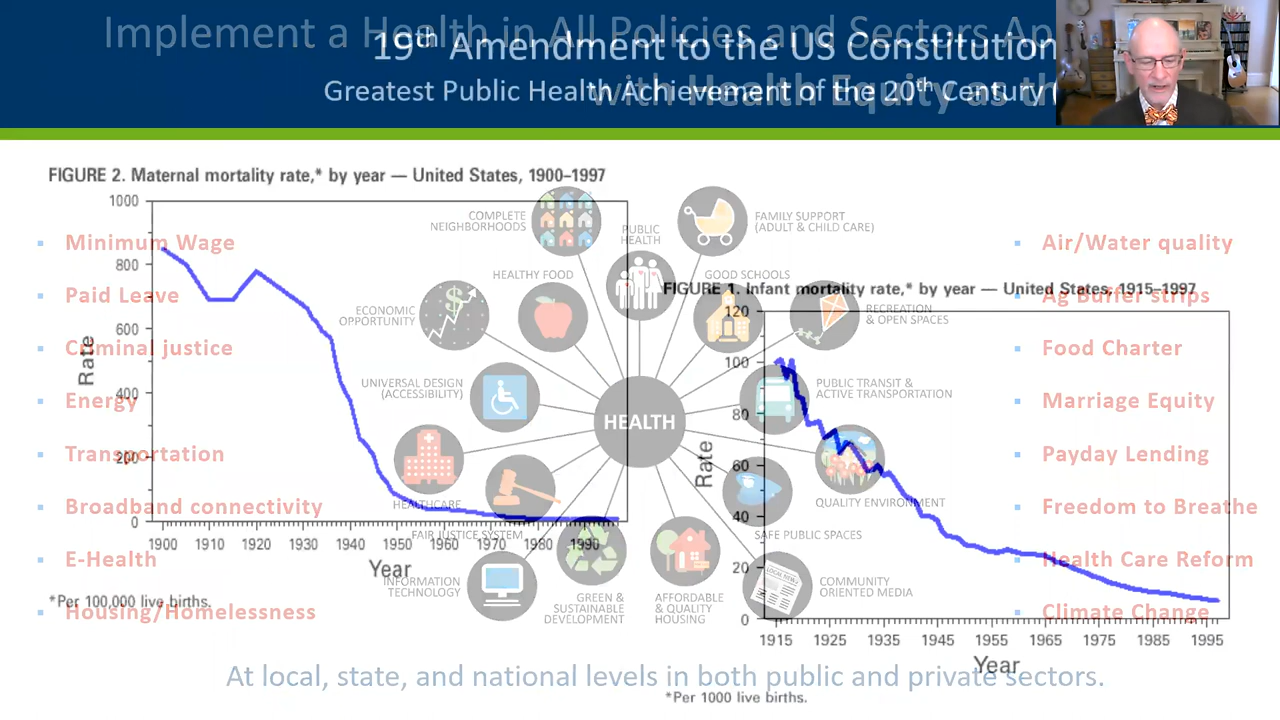 Implement a Health in All Policies and Sectors
with Health Equity as the
19th Amendment to the US Constitution
Greatest Public Health Achievement of the 20th Century
FIGURE 2. Maternal mortality rate,* by year — United States, 1900–1997
1000
800
600
400
200
0
Rate
1900 1910 1920 1930 1940 1950 1960 1970 1980 1990
Year
*Per 100,000 live births.
Minimum Wage
Paid Leave
Criminal justice
Energy
Transportation
Broadband connectivity
E-Health
Housing/Homelessness
COMPLETE
NEIGHBORHOODS
PUBLIC
HEALTH
FAMILY SUPPORT
(ADULT & CHILD CARE)
HEALTHY FOOD
GOOD SCHOOLS
ECONOMIC
OPPORTUNITY
RECREATION
& OPEN SPACES
UNIVERSAL DESIGN
(ACCESSIBILITY)
HEALTH
PUBLIC TRANSIT &
ACTIVE TRANSPORTATION
HEALTHCARE
QUALITY ENVIRONMENT
FAIR JUSTICE SYSTEM
SAFE PUBLIC SPACES
INFORMATION
TECHNOLOGY
GREEN &
SUSTAINABLE
DEVELOPMENT
AFFORDABLE
& QUALITY
HOUSING
LOCAL NEWS
COMMUNITY
ORIENTED MEDIA
FIGURE 1. Infant mortality rate,* by year — United States, 1915–1997
120
100
80
60
40
20
0
Rate
1915 1925 1935 1945 1955 1965 1975 1985 1995
Year
*Per 1000 live births.
Air/Water quality
Ag Buffer strips
Food Charter
Marriage Equity
Payday Lending
Freedom to Breathe
Health Care Reform
Climate Change
At local, state, and national levels in both public and private sectors.